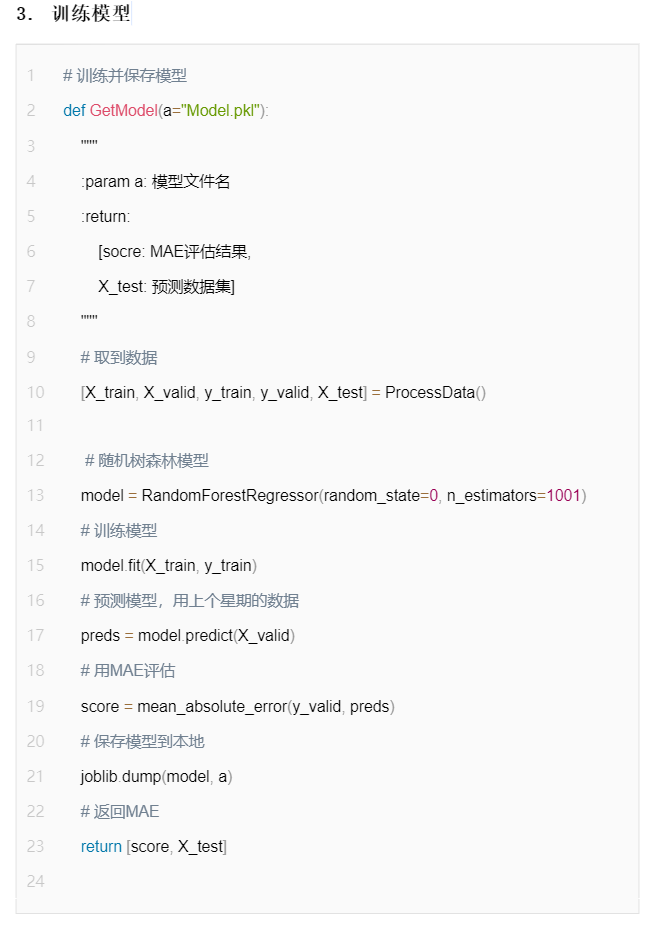 3. 训练模型
1 # 训练并保存模型
2 def GetModel(a="Model.pkl"):
3 """
4 :param a: 模型文件名
5 :return:
6 [socre: MAE评估结果,
7 X_test: 预测数据集]
8 """
9 # 取到数据
10 [X_train, X_valid, y_train, y_valid, X_test] = ProcessData()
11
12 # 随机树森林模型
13 model = RandomForestRegressor(random_state=0, n_estimators=1001)
14 # 训练模型
15 model.fit(X_train, y_train)
16 # 预测模型，用上个星期的数据
17 preds = model.predict(X_valid)
18 # 用MAE评估
19 score = mean_absolute_error(y_valid, preds)
20 # 保存模型到本地
21 joblib.dump(model, a)
22 # 返回MAE
23 return [score, X_test]
24